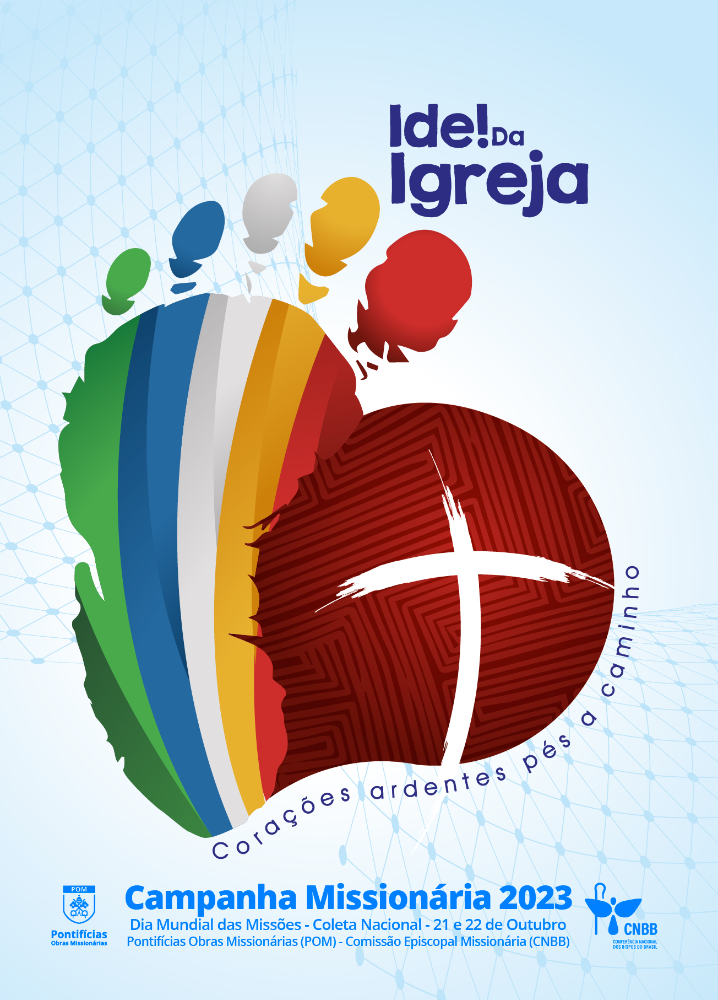 Ide! Da
Igreja
Corações ardentes pés a caminho
POM
Pontifícias
Obras Missionárias
Campanha Missionária 2023
Dia Mundial das Missões - Coleta Nacional - 21 e 22 de Outubro
Pontifícias Obras Missionárias (POM) - Comissão Episcopal Missionária (CNBB)
CNBB
CONFERÊNCIA NACIONAL
DOS BISPOS DO BRASIL